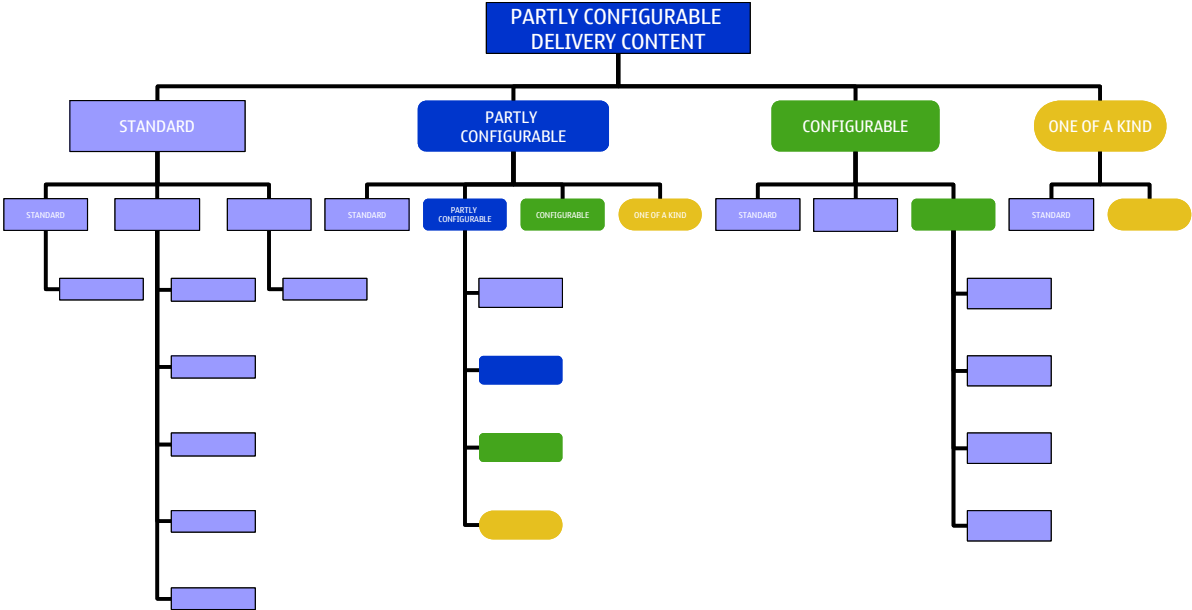 PARTLY CONFIGURABLE
DELIVERY CONTENT
STANDARD
PARTLY
CONFIGURABLE
CONFIGURABLE
ONE OF A KIND
STANDARD
STANDARD
PARTLY
CONFIGURABLE
CONFIGURABLE
ONE OF A KIND
STANDARD
STANDARD